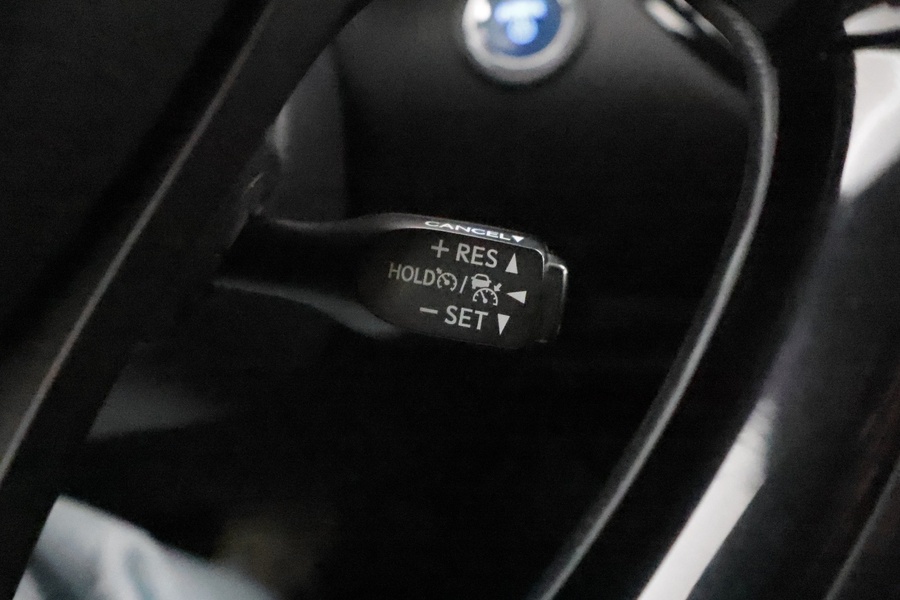 CANCEL▼
+ RES ▲
HOLD / ◀
− SET ▼